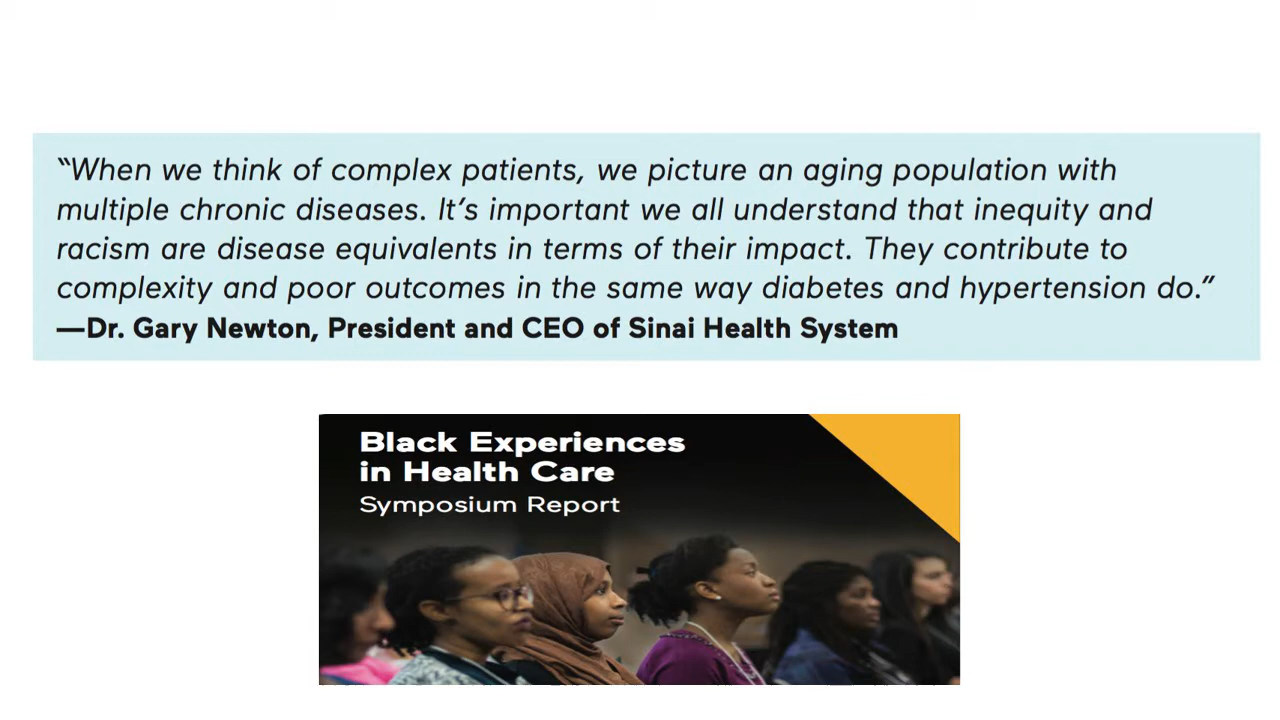 “When we think of complex patients, we picture an aging population with
multiple chronic diseases. It’s important we all understand that inequity and
racism are disease equivalents in terms of their impact. They contribute to
complexity and poor outcomes in the same way diabetes and hypertension do.”
—Dr. Gary Newton, President and CEO of Sinai Health System
Black Experiences
in Health Care
Symposium Report